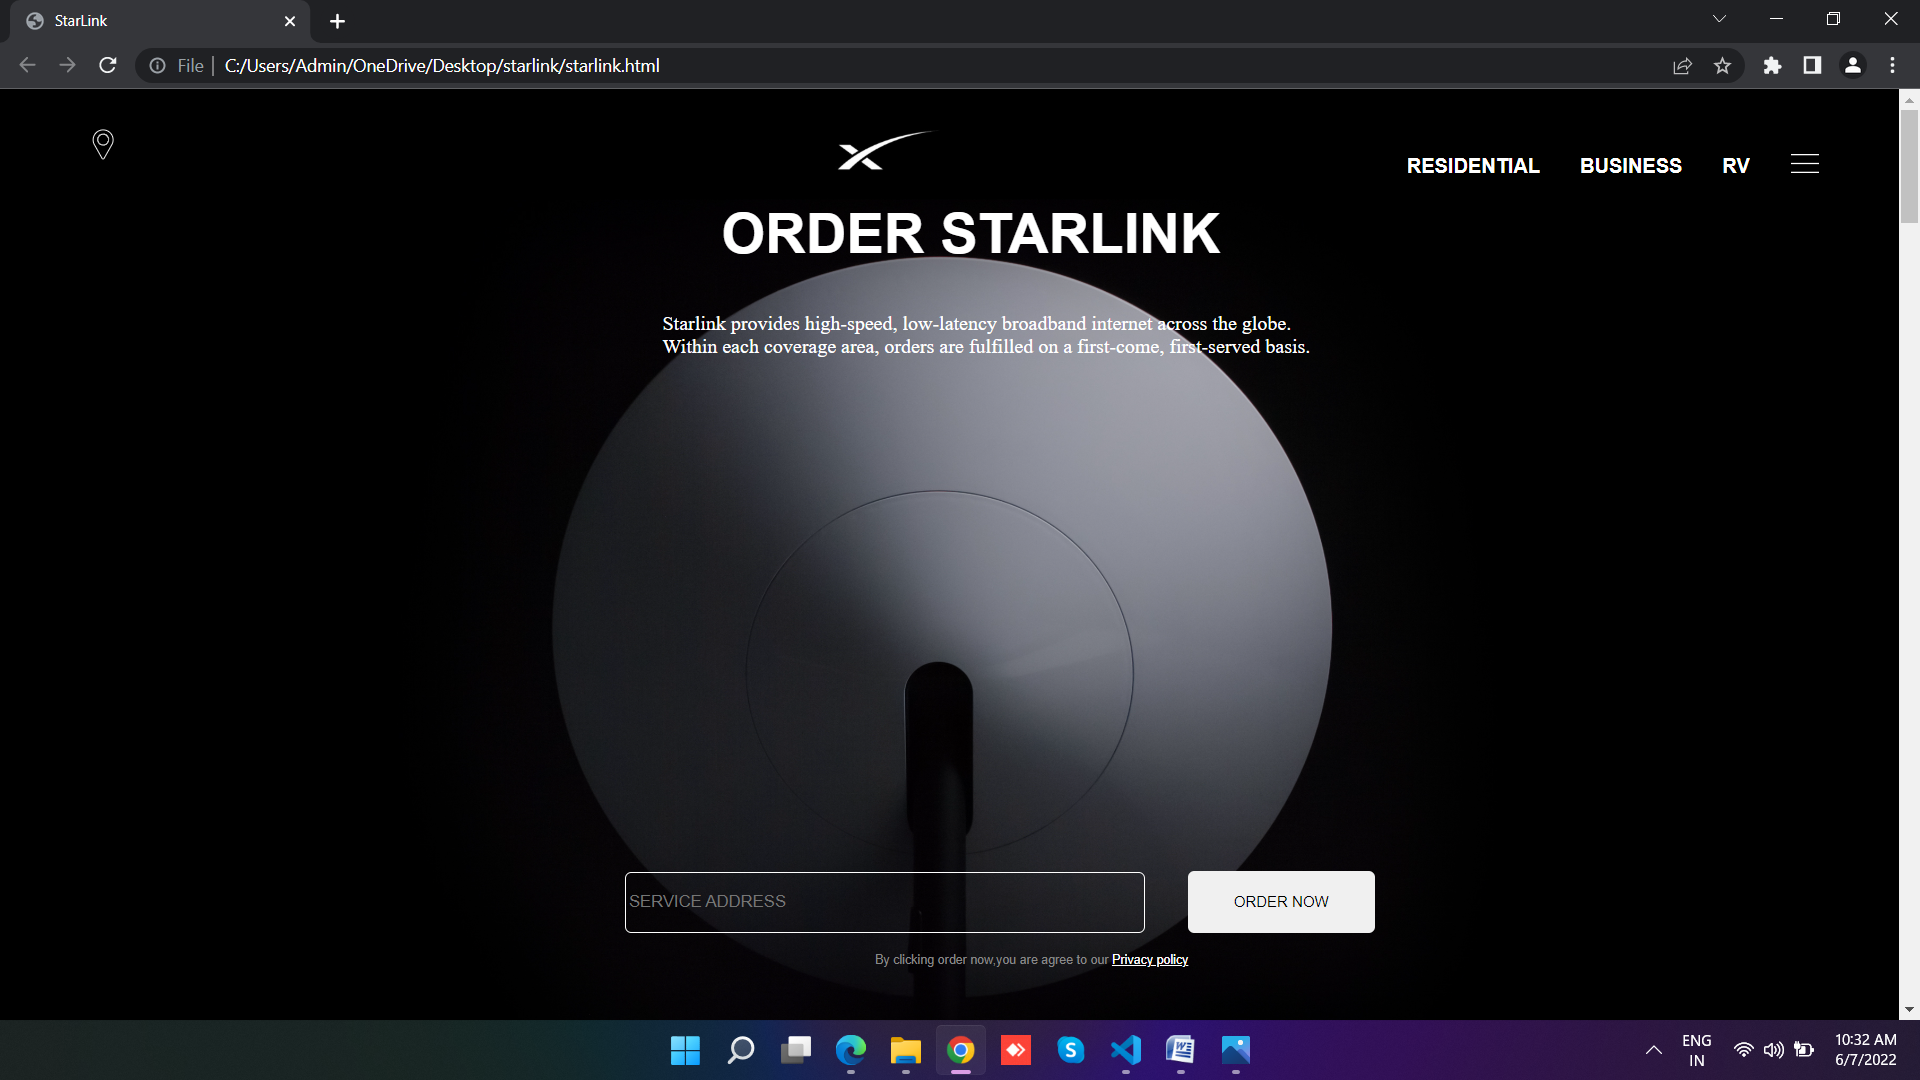 StarLink
File
C:/Users/Admin/OneDrive/Desktop/starlink/starlink.html
RESIDENTIAL BUSINESS RV
ORDER STARLINK
Starlink provides high-speed, low-latency broadband internet across the globe.
Within each coverage area, orders are fulfilled on a first-come, first-served basis.
SERVICE ADDRESS
ORDER NOW
By clicking order now,you are agree to our Privacy policy
ENG
IN
10:32 AM
6/7/2022